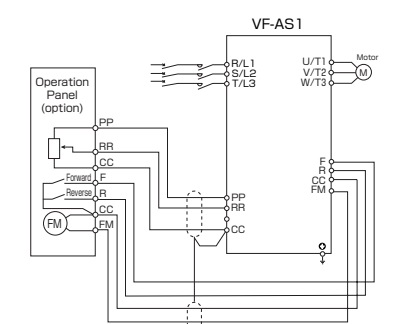 VF-AS1
R/L1
S/L2
T/L3
U/T1
V/T2
W/T3
Motor
M
Operation
Panel
(option)
PP
RR
CC
Forward F
Reverse R
CC
FM
FM
F
R
CC
FM
PP
RR
CC